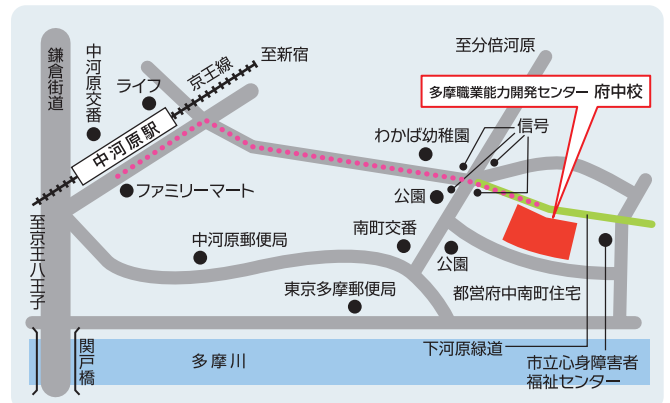 鎌倉街道
中河原交番
ライフ
京王線
至新宿
至分倍河原
多摩職業能力開発センター 府中校
中河原駅
わかば幼稚園
信号
ファミリーマート
公園
至京王八王子
中河原郵便局
南町交番
公園
東京多摩郵便局
都営府中南町住宅
関戸橋
多摩川
下河原緑道
市立心身障害者
福祉センター